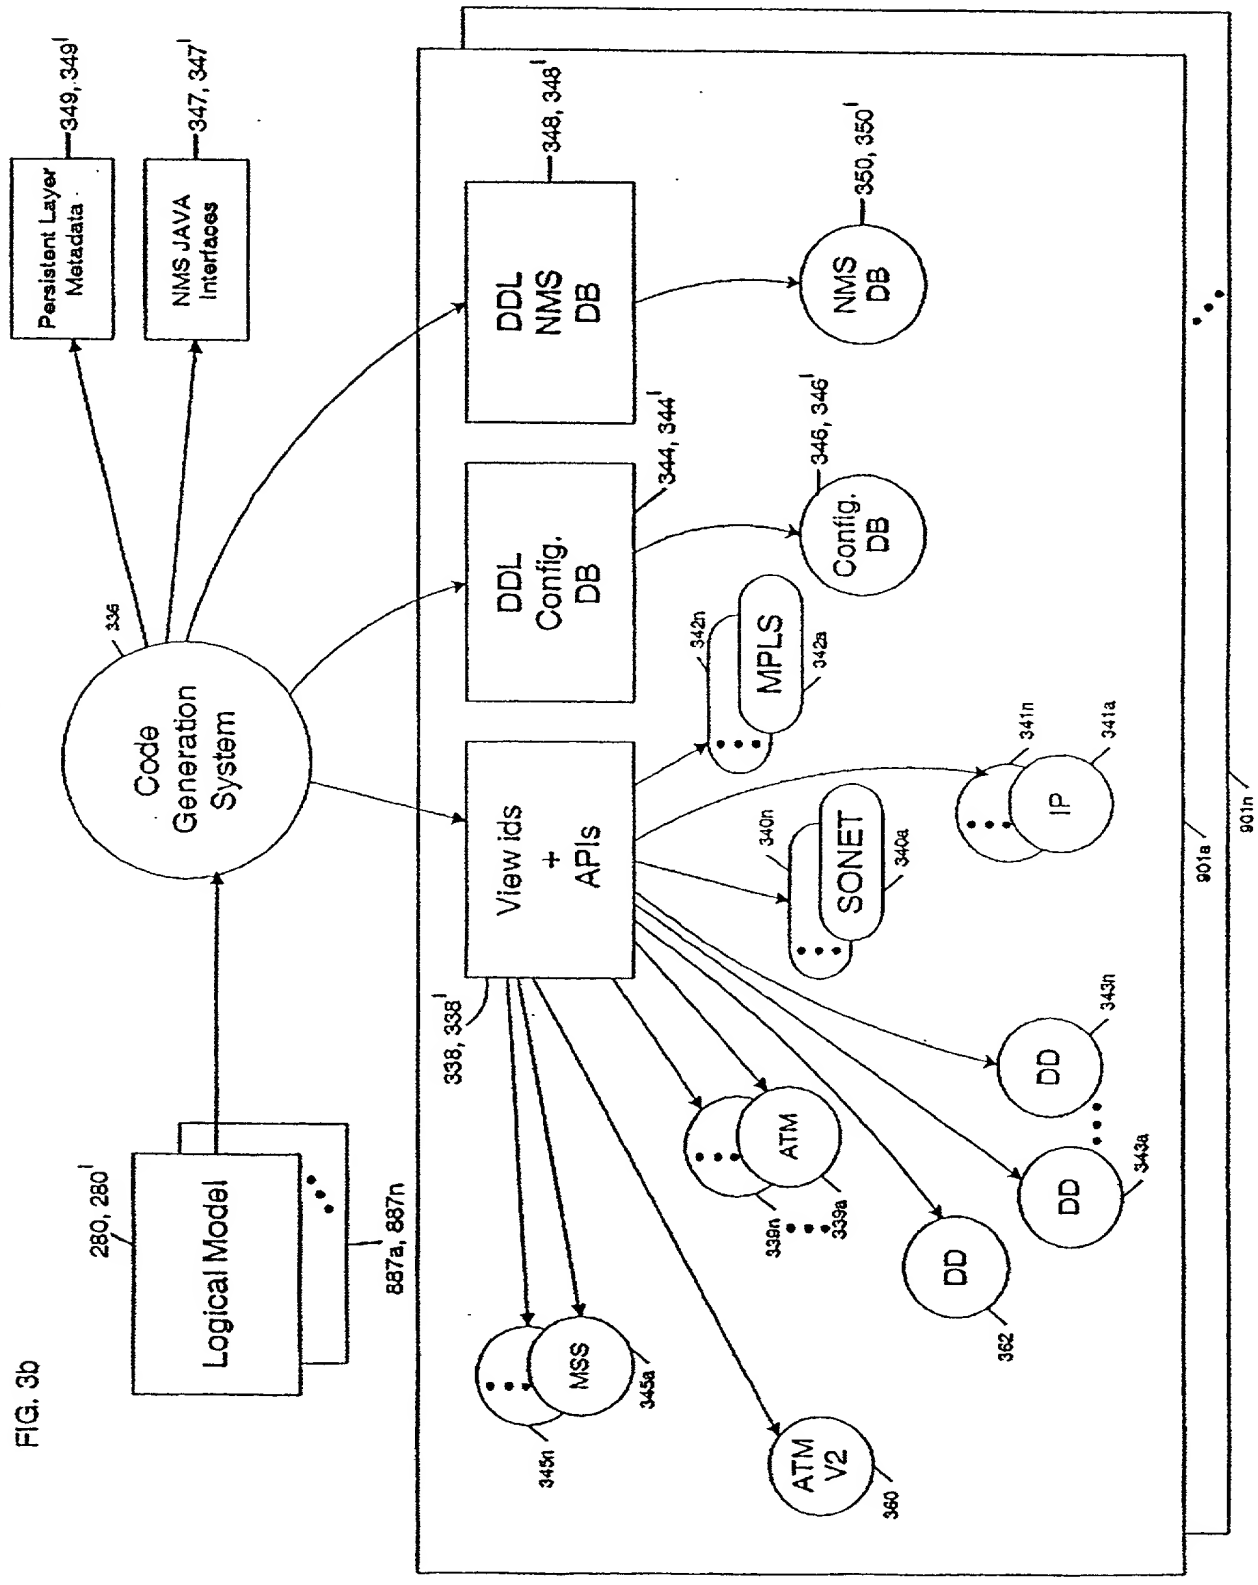 FIG. 3b
280, 280'
Logical Model
887a, 887n
Code
Generation
System
336
Persistent Layer
Metadata
349, 349'
NMS JAVA
Interfaces
347, 347'
338, 338'
View ids
+
APIs
DDL
Config.
DB
344, 344'
DDL
NMS
DB
348, 348'
345n
MSS
345a
ATM
V2
360
339n
ATM
339a
DD
362
DD
343a
DD
343n
340n
SONET
340a
341n
IP
341a
342n
MPLS
342a
Config.
DB
346, 346'
NMS
DB
350, 350'
901a
901n